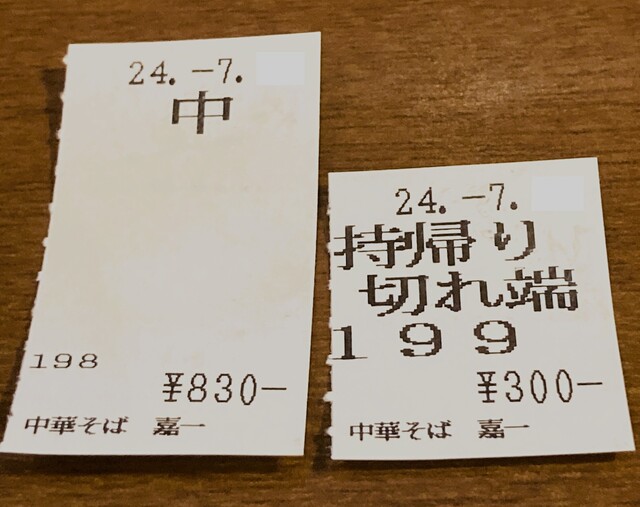 24.-7.
中
198
¥830-
中華そば 嘉一
24.-7.
持帰り
切れ端
199
¥300-
中華そば 嘉一